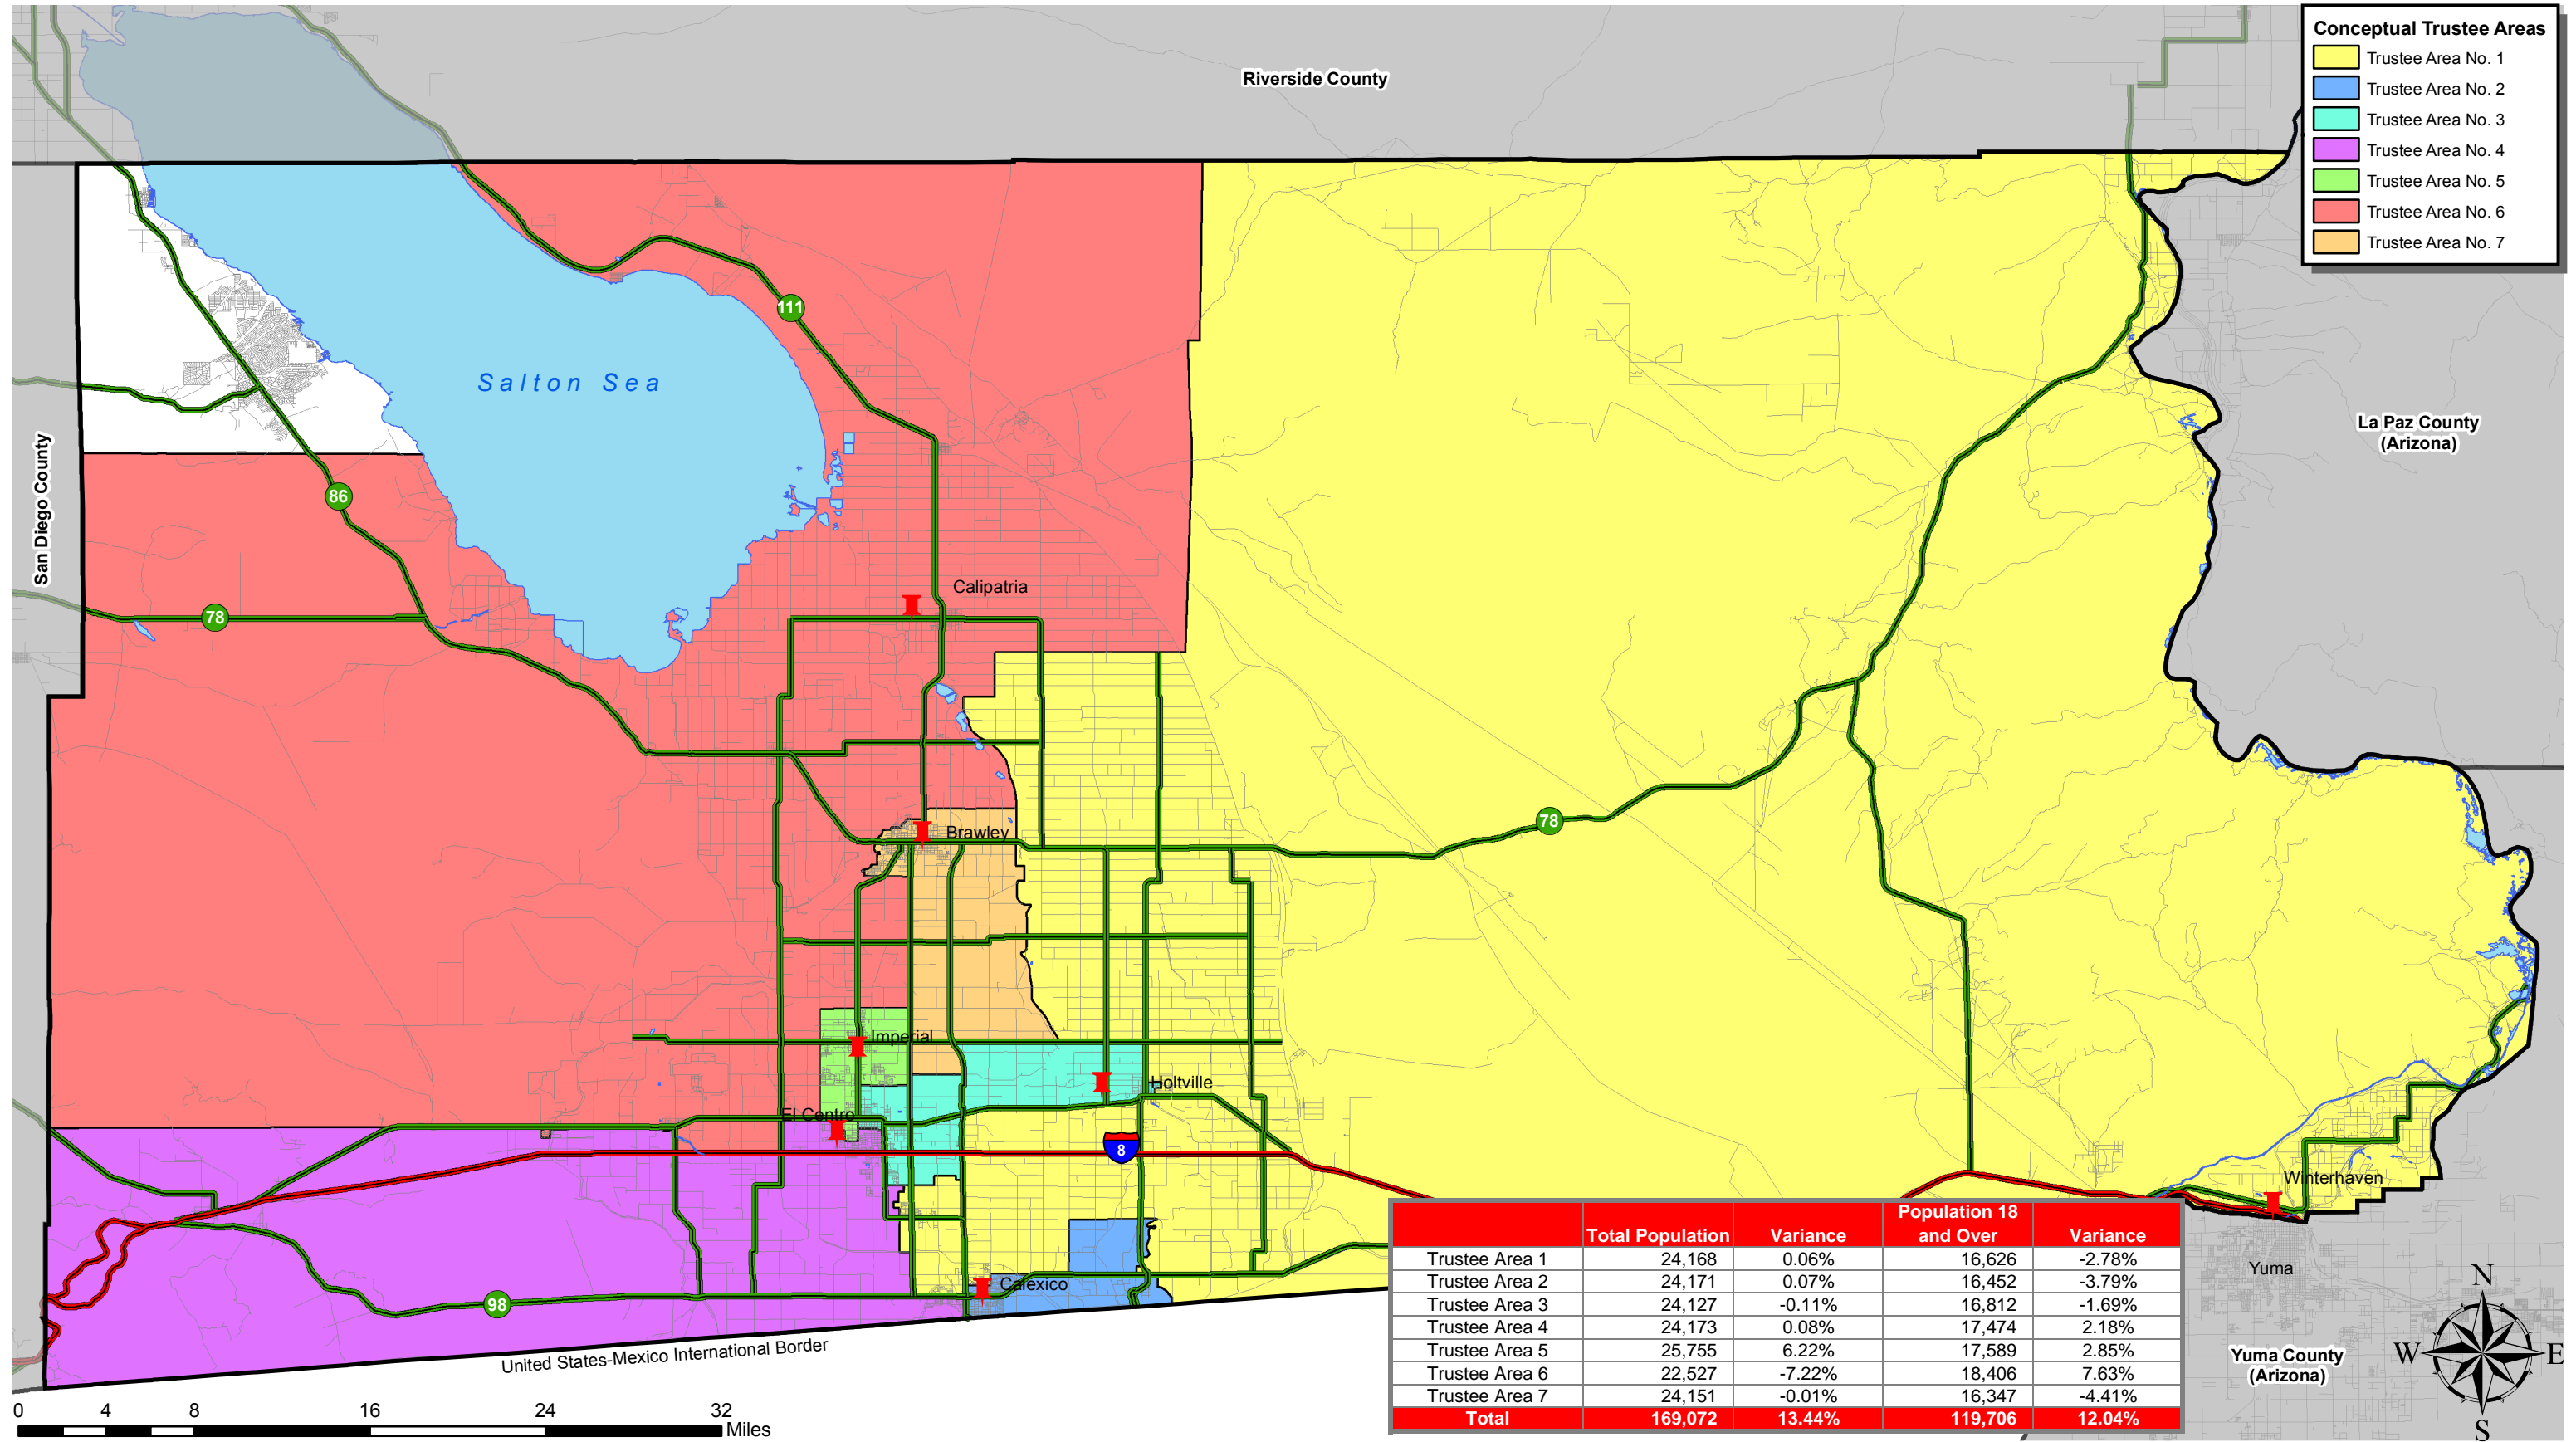 Conceptual Trustee Areas
Trustee Area No. 1
Trustee Area No. 2
Trustee Area No. 3
Trustee Area No. 4
Trustee Area No. 5
Trustee Area No. 6
Trustee Area No. 7
Riverside County
San Diego County
La Paz County
(Arizona)
Salton Sea
111
86
78
Calipatria
Brawley
78
Imperial
Holtville
El Centro
8
Winterhaven
Calexico
98
United States-Mexico International Border
Yuma
Yuma County
(Arizona)
N
W E
S
Total Population Variance Population 18 and Over Variance
Trustee Area 1 24,168 0.06% 16,626 -2.78%
Trustee Area 2 24,171 0.07% 16,452 -3.79%
Trustee Area 3 24,127 -0.11% 16,812 -1.69%
Trustee Area 4 24,173 0.08% 17,474 2.18%
Trustee Area 5 25,755 6.22% 17,589 2.85%
Trustee Area 6 22,527 -7.22% 18,406 7.63%
Trustee Area 7 24,151 -0.01% 16,347 -4.41%
Total 169,072 13.44% 119,706 12.04%
0 4 8 16 24 32
Miles